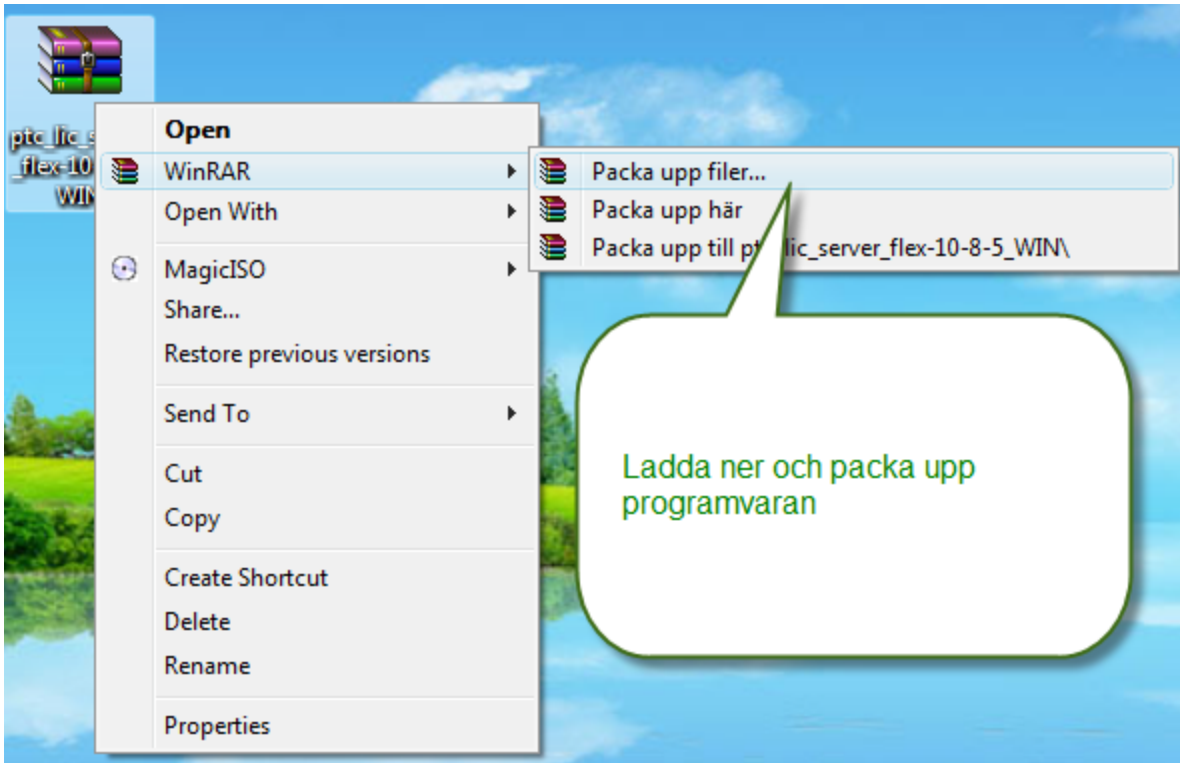 ptc_lic_s
_flex-10
WIN
Open
WinRAR
Open With
MagicISO
Share...
Restore previous versions
Send To
Cut
Copy
Create Shortcut
Delete
Rename
Properties
Packa upp filer...
Packa upp här
Packa upp till pt lic_server_flex-10-8-5_WIN\
Ladda ner och packa upp
programvaran